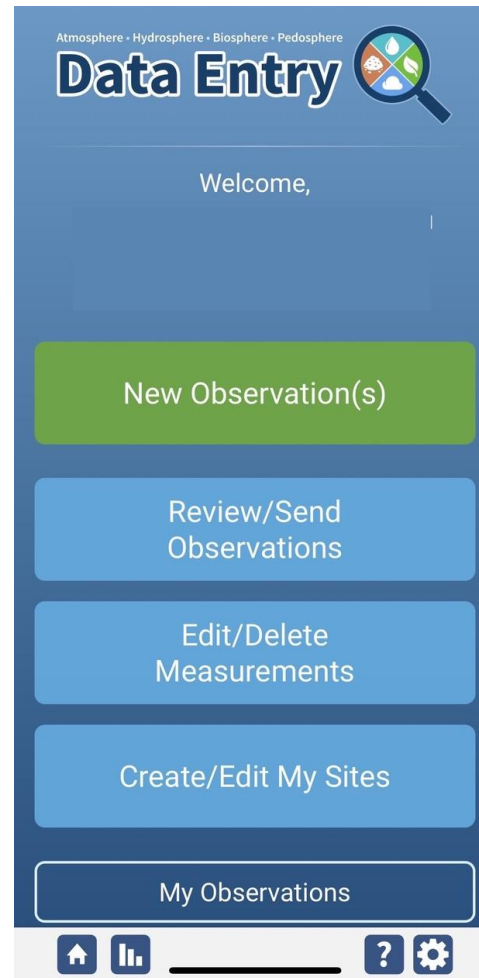 Atmosphere • Hydrosphere • Biosphere • Pedosphere
Data Entry
Welcome,
New Observation(s)
Review/Send
Observations
Edit/Delete
Measurements
Create/Edit My Sites
My Observations
?